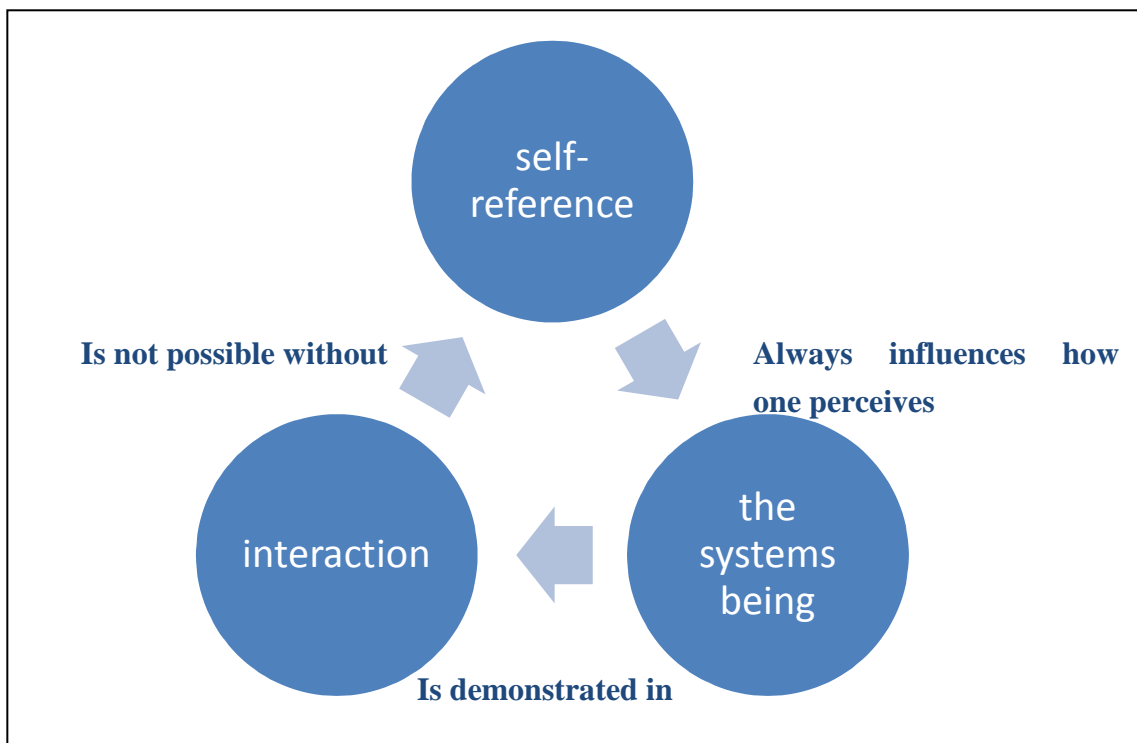 self-
reference
Is not possible without
Always influences how
one perceives
interaction
the
systems
being
Is demonstrated in